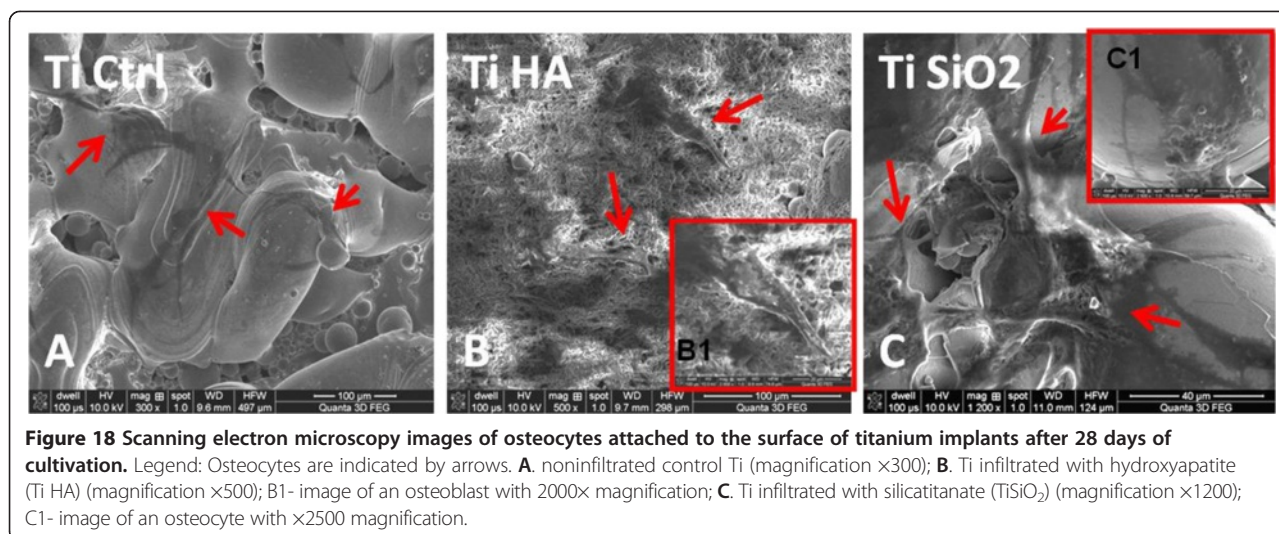 Ti Ctrl
A
dwell HV mag spot WD HFW 100 µm
100 µs 10.0 kV 300 x 1.0 9.6 mm 497 µm Quanta 3D FEG
Ti HA
B
B1
dwell HV mag spot WD HFW 100 µm
100 µs 10.0 kV 500 x 1.0 9.7 mm 298 µm Quanta 3D FEG
Ti SiO2
C1
C
dwell HV mag spot WD HFW 40 µm
100 µs 10.0 kV 1 200 x 1.0 11.0 mm 124 µm Quanta 3D FEG
Figure 18 Scanning electron microscopy images of osteocytes attached to the surface of titanium implants after 28 days of
cultivation. Legend: Osteocytes are indicated by arrows. A. noninfiltrated control Ti (magnification ×300); B. Ti infiltrated with hydroxyapatite
(Ti HA) (magnification ×500); B1- image of an osteoblast with 2000× magnification; C. Ti infiltrated with silicatitanate (TiSiO₂) (magnification ×1200);
C1- image of an osteocyte with ×2500 magnification.